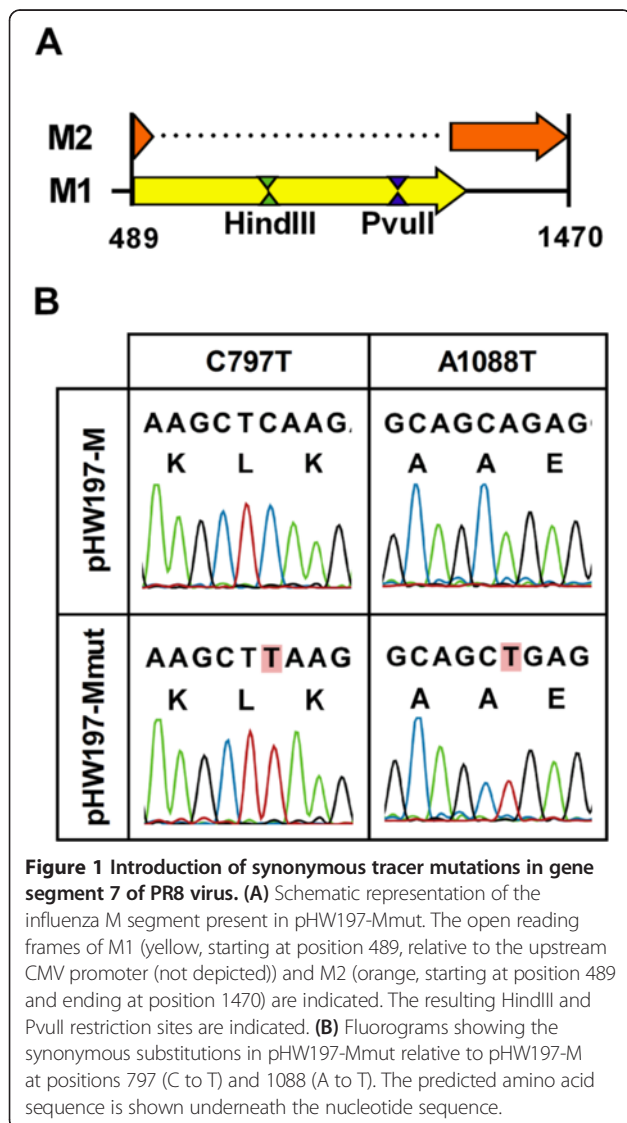 A
M2
M1
HindIII PvuII
489 1470
B
C797T A1088T
pHW197-M
AAGCTCAAG GCAGCAGAG
K L K A A E
pHW197-Mmut
AAGCTTAAG GCAGCTGAG
K L K A A E
Figure 1 Introduction of synonymous tracer mutations in gene
segment 7 of PR8 virus. (A) Schematic representation of the
influenza M segment present in pHW197-Mmut. The open reading
frames of M1 (yellow, starting at position 489, relative to the upstream
CMV promoter (not depicted)) and M2 (orange, starting at position 489
and ending at position 1470) are indicated. The resulting HindIII and
PvuII restriction sites are indicated. (B) Fluorograms showing the
synonymous substitutions in pHW197-Mmut relative to pHW197-M
at positions 797 (C to T) and 1088 (A to T). The predicted amino acid
sequence is shown underneath the nucleotide sequence.